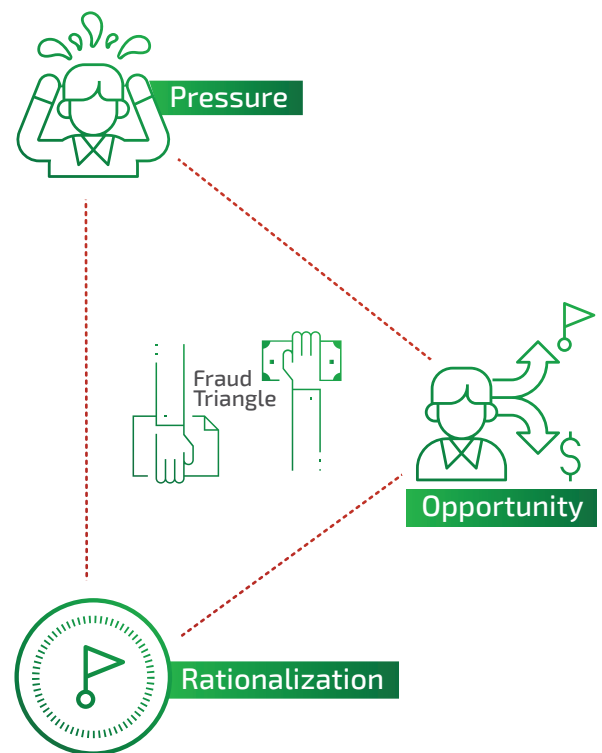 Pressure
Fraud
Triangle
$
Opportunity
Rationalization